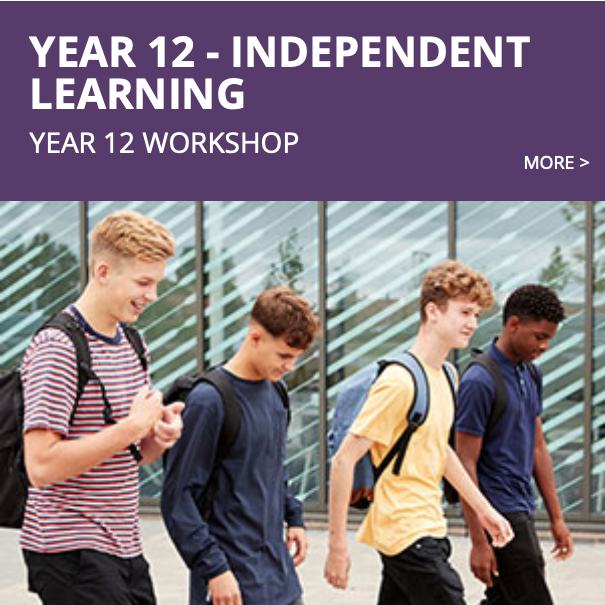 YEAR 12 - INDEPENDENT
LEARNING
YEAR 12 WORKSHOP
MORE >